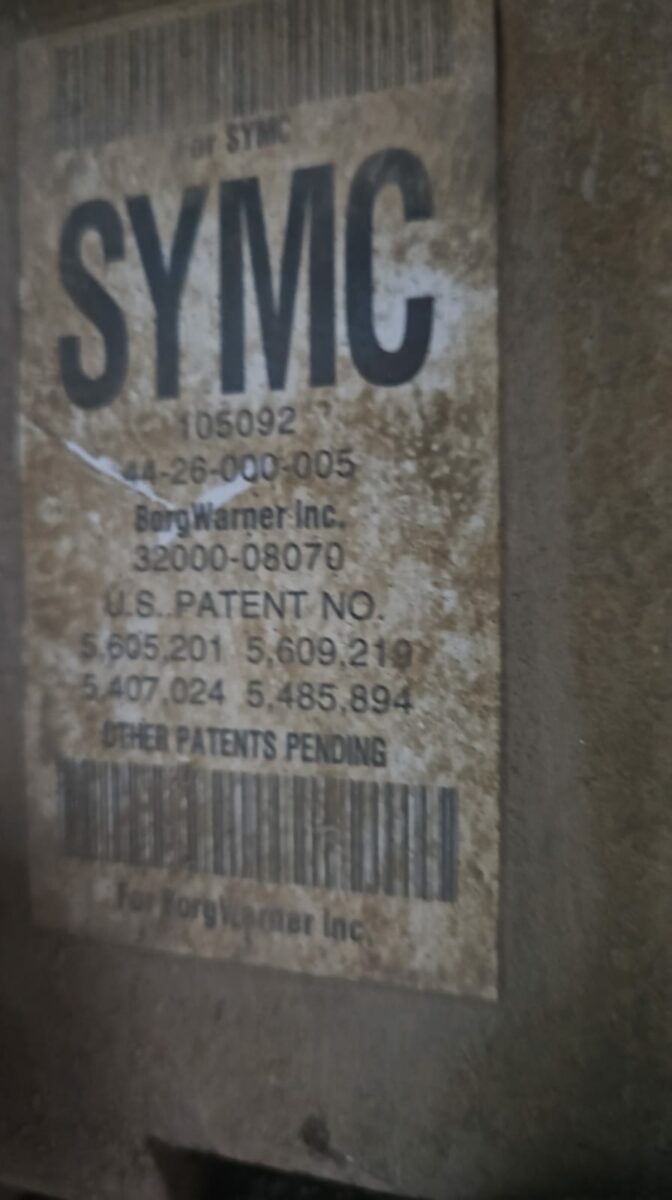 or SYMC
SYMC
105092
44-26-000-005
BorgWarner Inc.
32000-08070
U.S. PATENT NO.
5,605,201 5,609,219
5,407,024 5,485,894
OTHER PATENTS PENDING
For BorgWarner Inc.